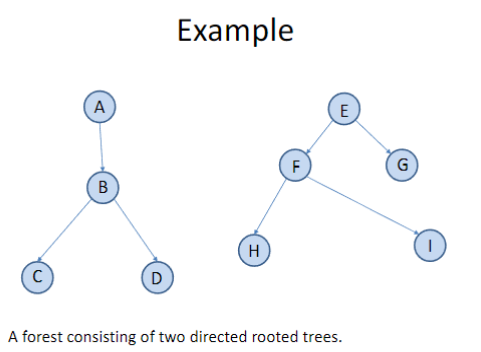 Example
A
E
F
G
B
H
I
C
D
A forest consisting of two directed rooted trees.